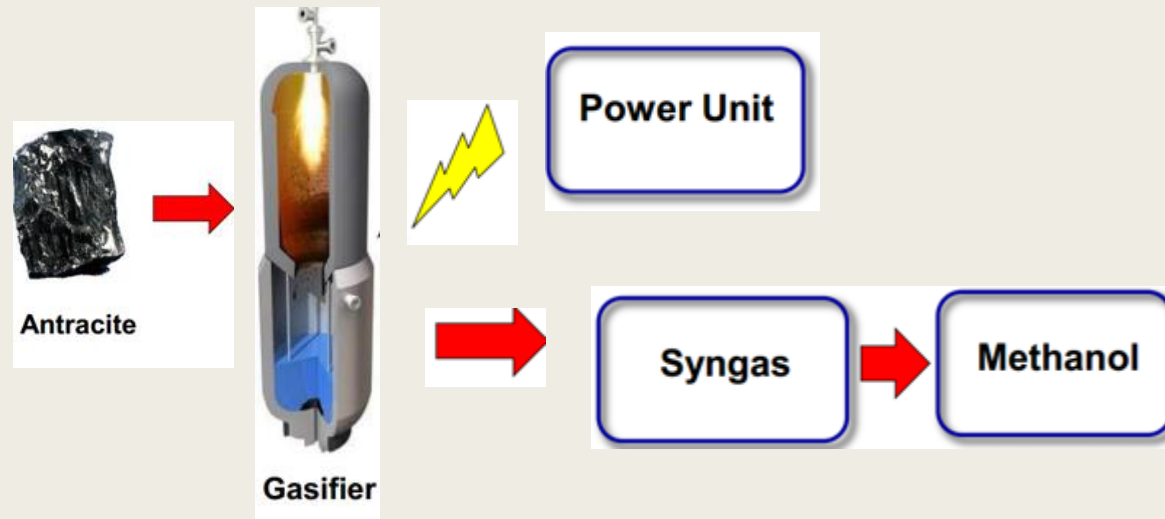 Antracite
Gasifier
Power Unit
Syngas
Methanol